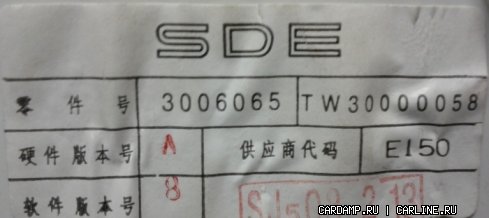 SDE
零件号 3006065 TW30000058
硬件版本号 A 供应商代码 E150
软件版本号 8
CARDAMP.RU | CARLINE.RU